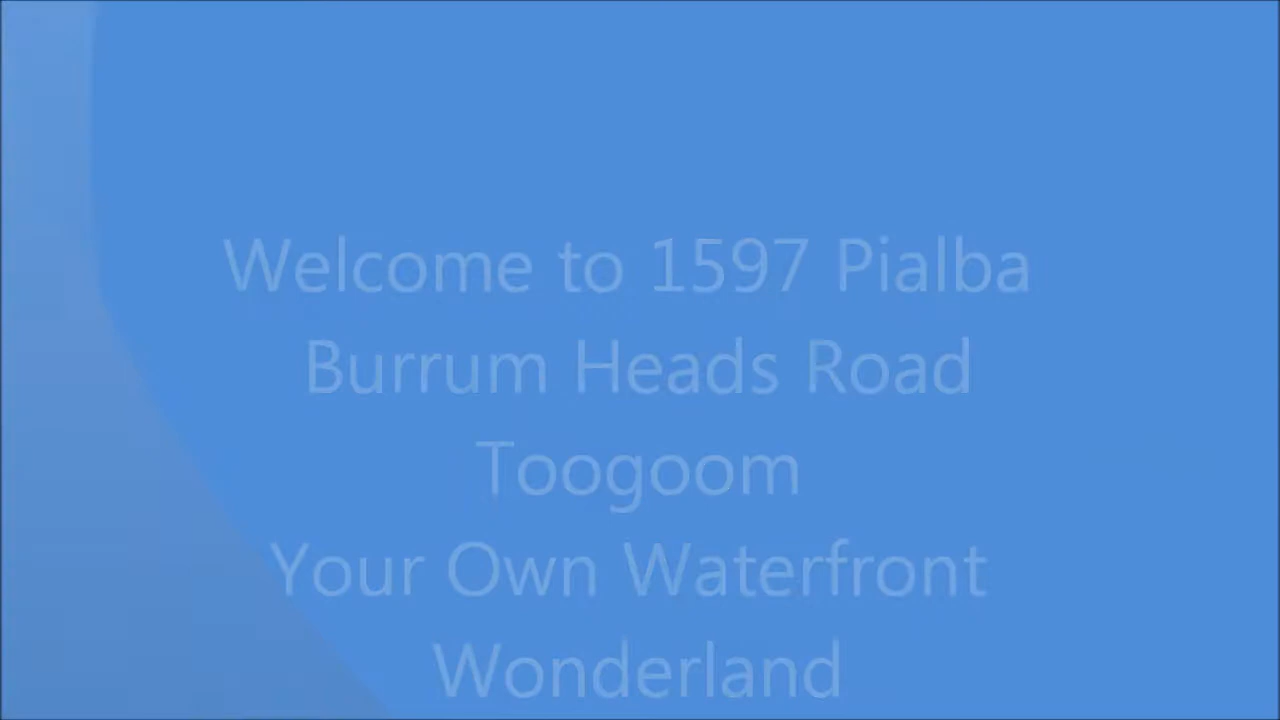 Welcome to 1597 Pialba
Burrum Heads Road
Toogoom
Your Own Waterfront
Wonderland